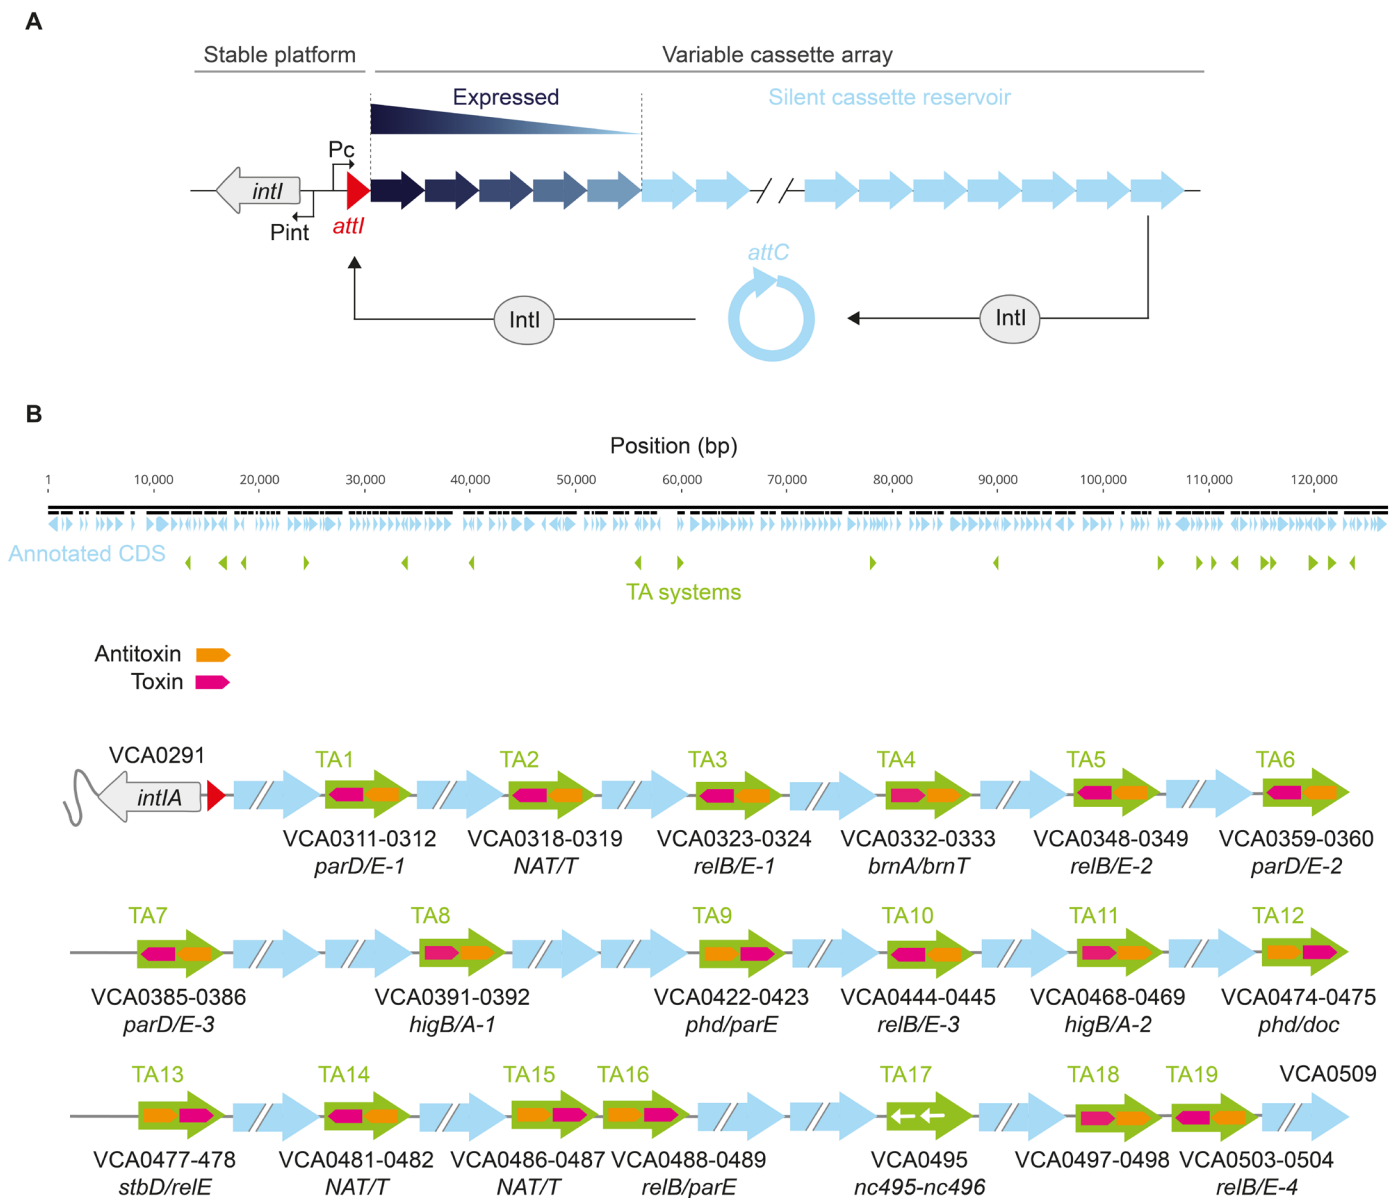 A
Stable platform
Variable cassette array
Expressed
Silent cassette reservoir
Pc
intI
Pint
attI
attC
IntI
IntI
B
Position (bp)
1 10,000 20,000 30,000 40,000 50,000 60,000 70,000 80,000 90,000 100,000 110,000 120,000
Annotated CDS
TA systems
Antitoxin
Toxin
VCA0291
TA1 TA2 TA3 TA4 TA5 TA6
intIA
VCA0311-0312 VCA0318-0319 VCA0323-0324 VCA0332-0333 VCA0348-0349 VCA0359-0360
parD/E-1 NAT/T relB/E-1 brnA/brnT relB/E-2 parD/E-2
TA7 TA8 TA9 TA10 TA11 TA12
VCA0385-0386 VCA0391-0392 VCA0422-0423 VCA0444-0445 VCA0468-0469 VCA0474-0475
parD/E-3 higB/A-1 phd/parE relB/E-3 higB/A-2 phd/doc
TA13 TA14 TA15 TA16 TA17 TA18 TA19 VCA0509
VCA0477-478 VCA0481-0482 VCA0486-0487 VCA0488-0489 VCA0495 VCA0497-0498 VCA0503-0504
stbD/relE NAT/T NAT/T relB/parE nc495-nc496 relB/E-4